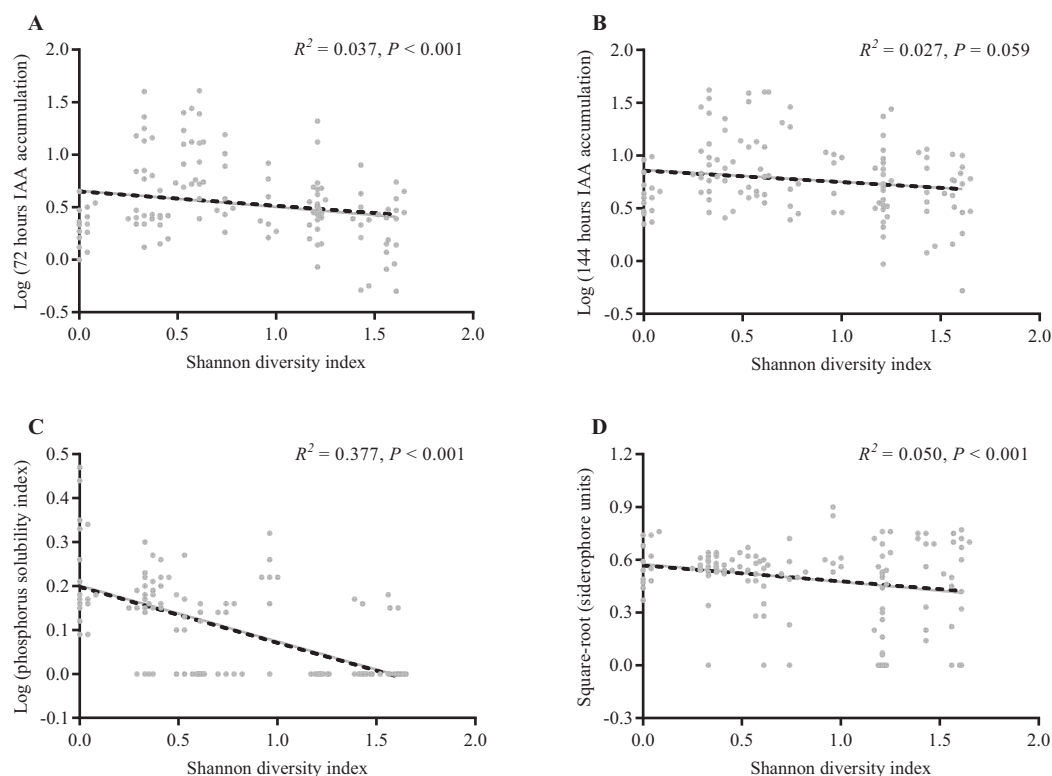 A
R² = 0.037, P < 0.001
Log (72 hours IAA accumulation)
2.0
1.5
1.0
0.5
0.0
-0.5
0.0 0.5 1.0 1.5 2.0
Shannon diversity index
B
R² = 0.027, P = 0.059
Log (144 hours IAA accumulation)
2.0
1.5
1.0
0.5
0.0
-0.5
0.0 0.5 1.0 1.5 2.0
Shannon diversity index
C
R² = 0.377, P < 0.001
Log (phosphorus solubility index)
0.5
0.4
0.3
0.2
0.1
0.0
-0.1
0.0 0.5 1.0 1.5 2.0
Shannon diversity index
D
R² = 0.050, P < 0.001
Square-root (siderophore units)
1.2
0.9
0.6
0.3
0.0
-0.3
0.0 0.5 1.0 1.5 2.0
Shannon diversity index